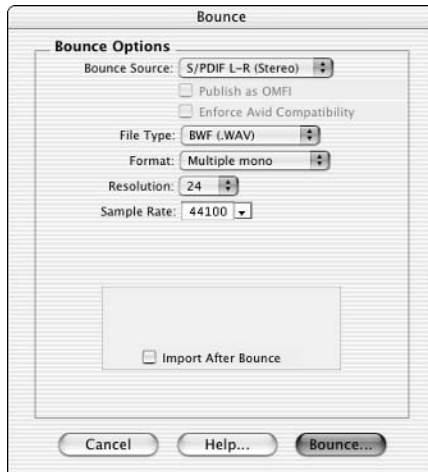 Bounce
Bounce Options
Bounce Source: S/PDIF L-R (Stereo)
Publish as OMFI
Enforce Avid Compatibility
File Type: BWF (.WAV)
Format: Multiple mono
Resolution: 24
Sample Rate: 44100
Import After Bounce
Cancel Help... Bounce...